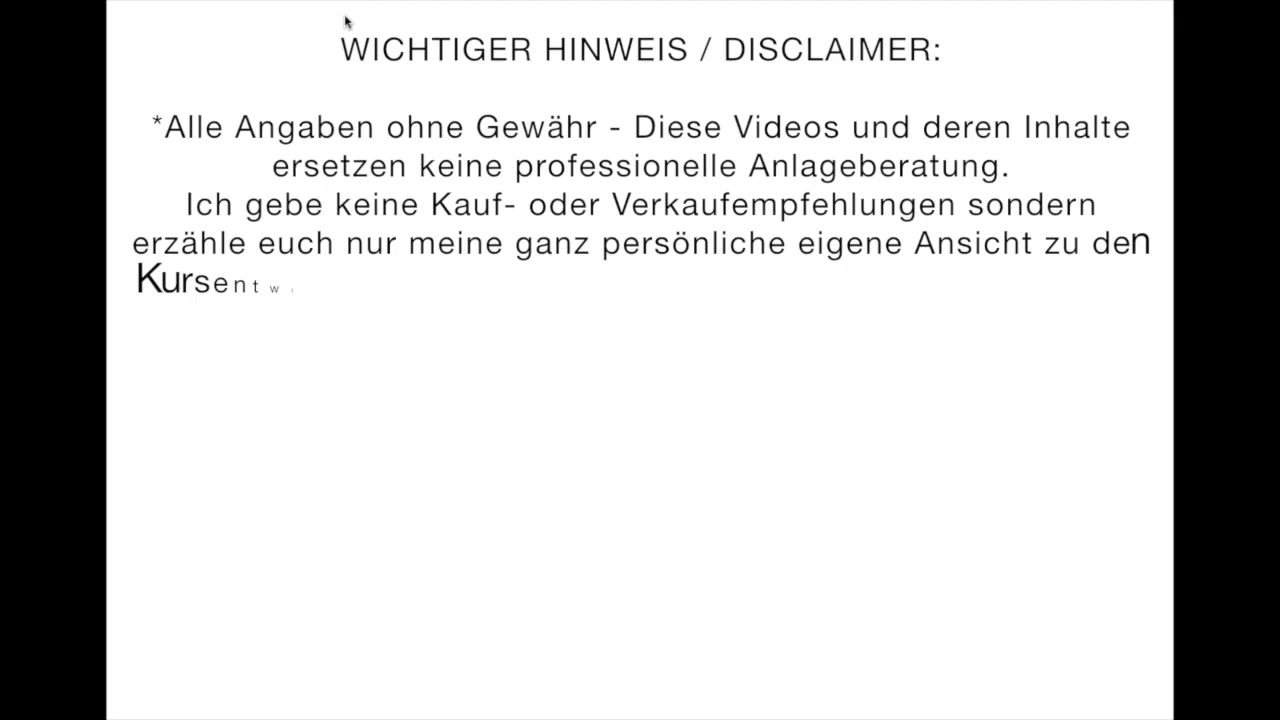 WICHTIGER HINWEIS / DISCLAIMER:
*Alle Angaben ohne Gewähr - Diese Videos und deren Inhalte
ersetzen keine professionelle Anlageberatung.
Ich gebe keine Kauf- oder Verkaufempfehlungen sondern
erzähle euch nur meine ganz persönliche eigene Ansicht zu den
Kursentwi